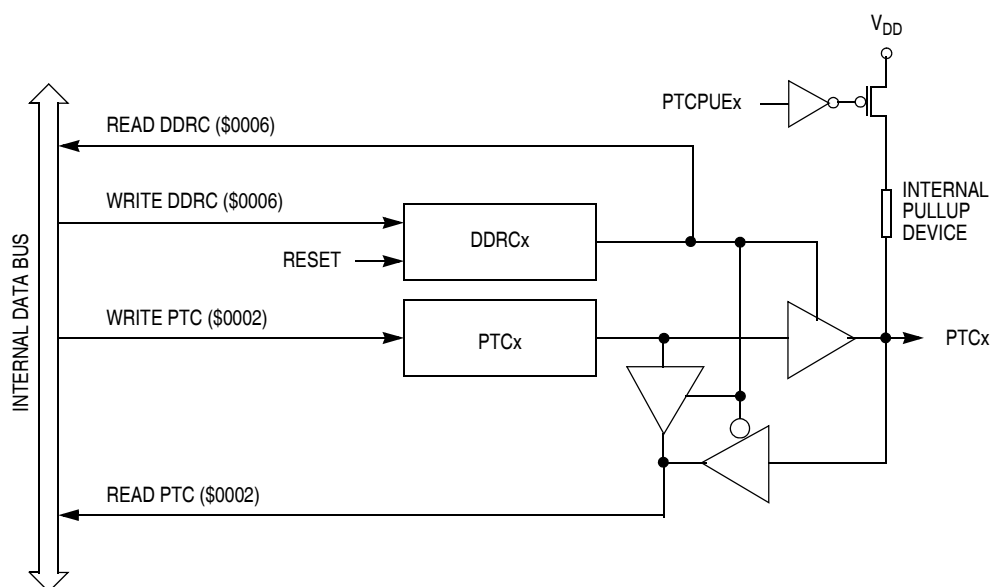 VDD
PTCPUEx
READ DDRC ($0006)
WRITE DDRC ($0006)
INTERNAL
PULLUP
DEVICE
DDRCx
RESET
WRITE PTC ($0002)
PTCx
PTCx
INTERNAL DATA BUS
READ PTC ($0002)